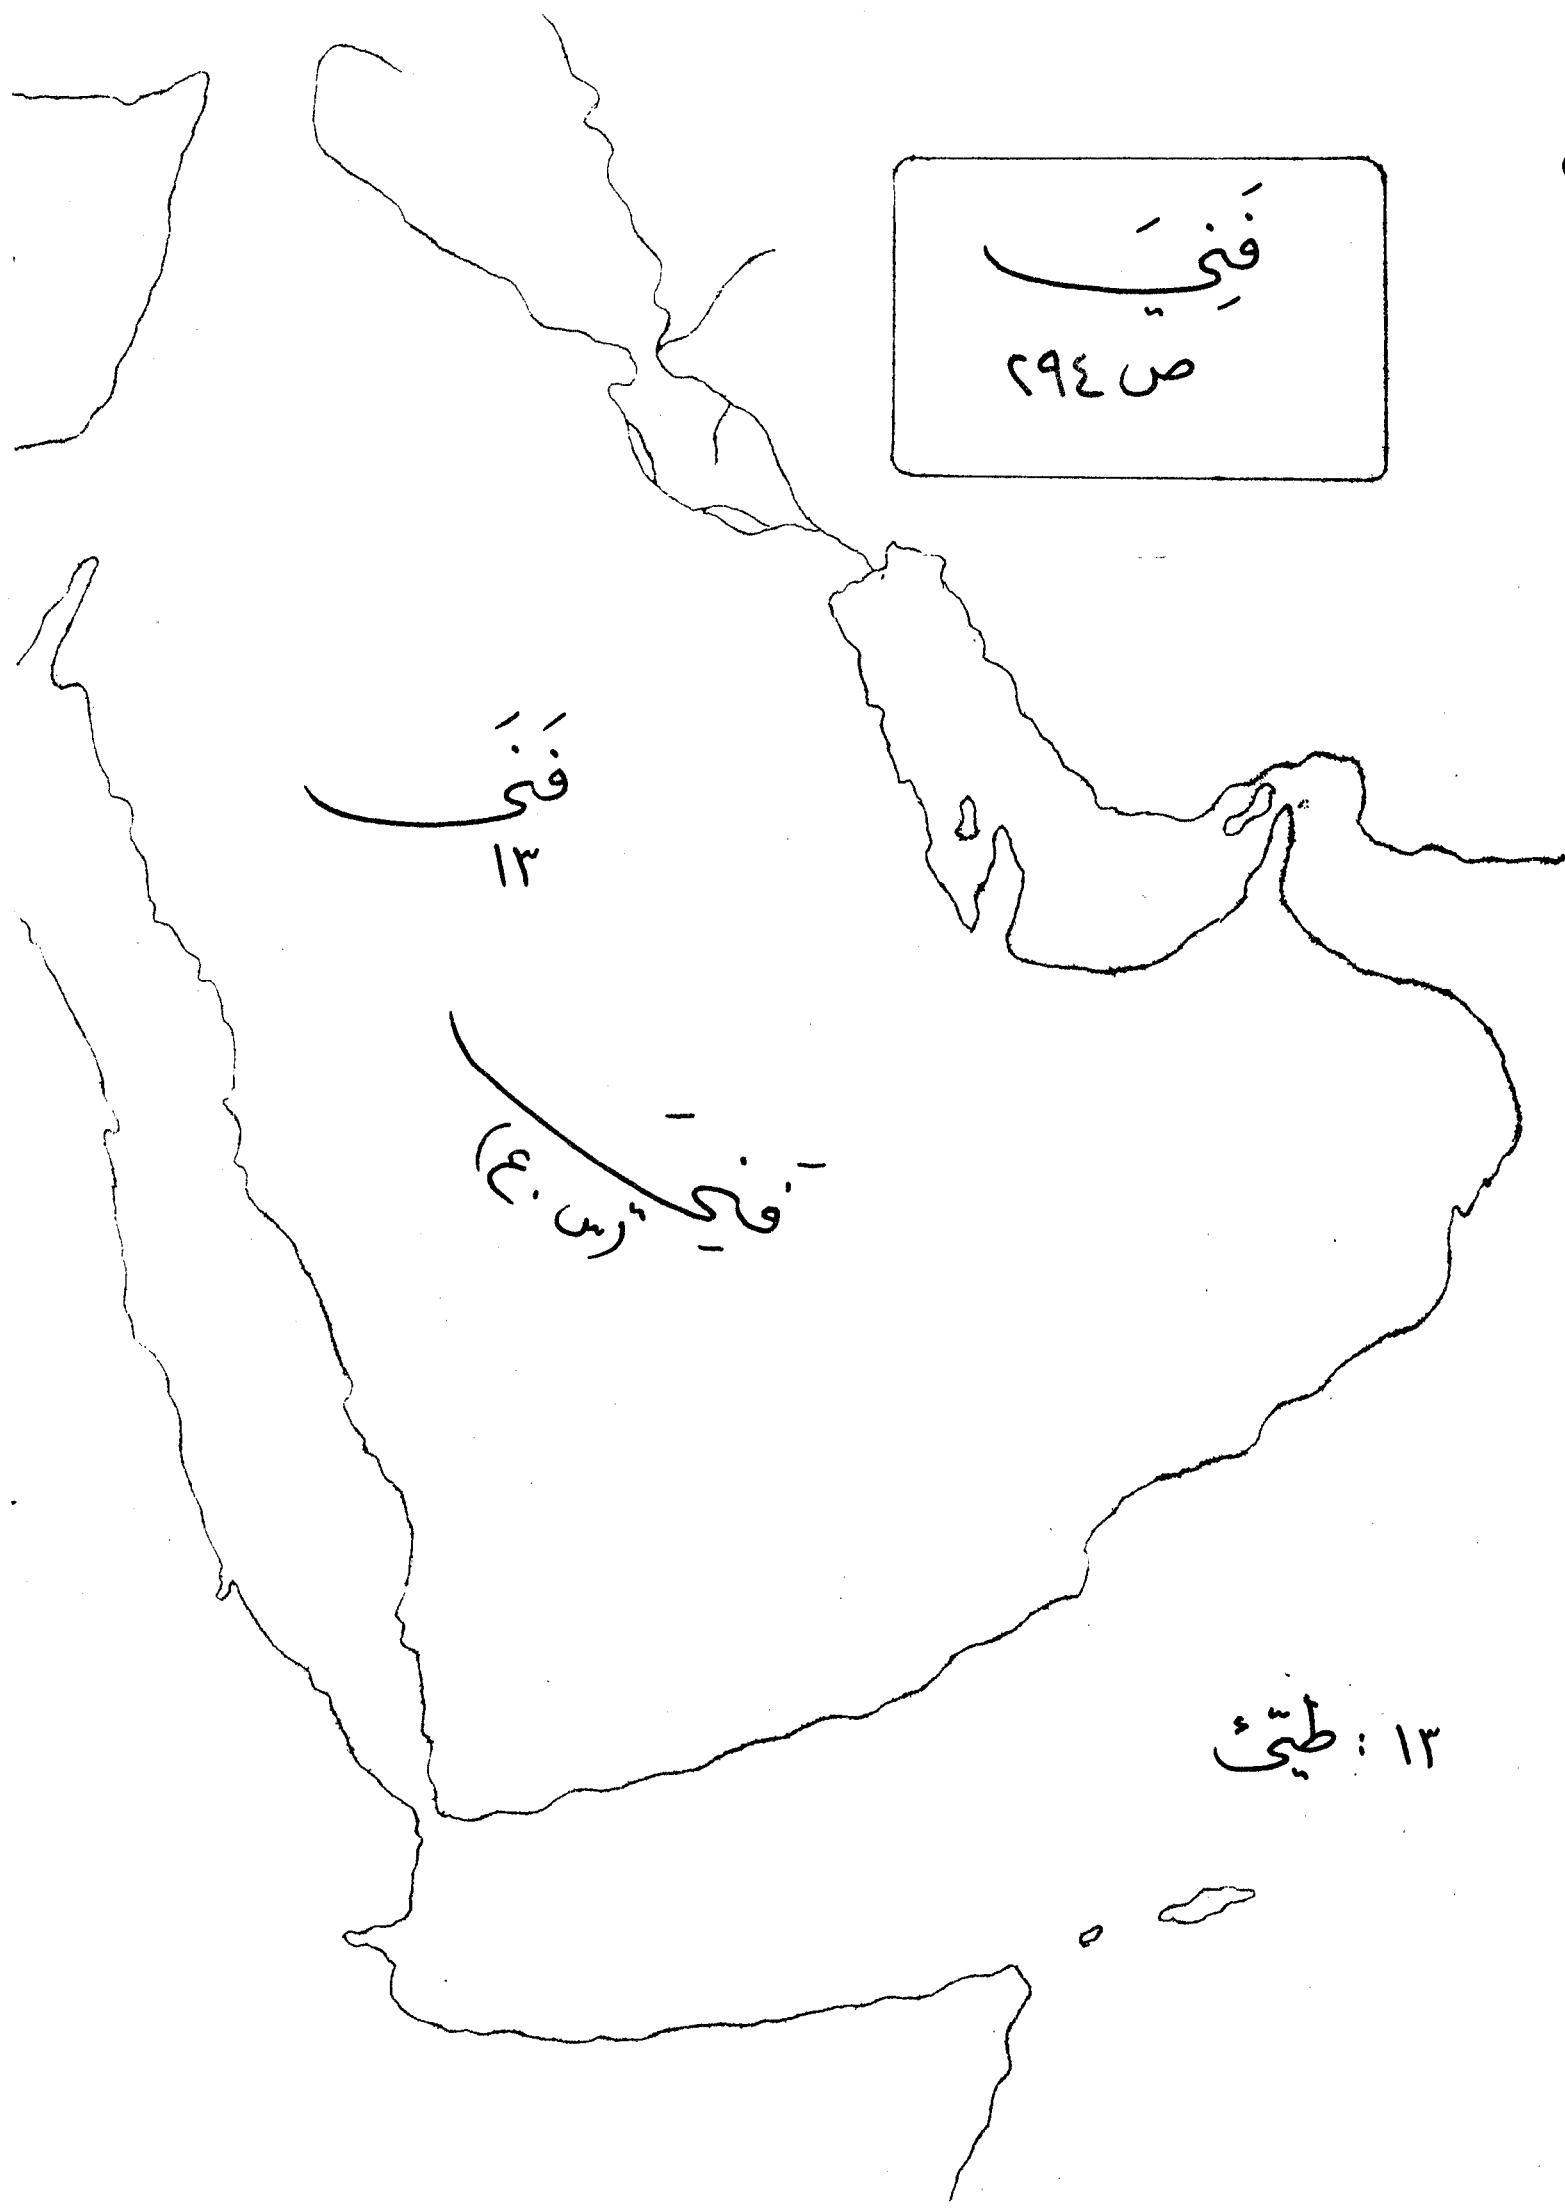 فَنِيَ
ص ٢٩٤
فَنَى
١٣
فَنِيَ
(س.ع)
١٣ : طيّئ